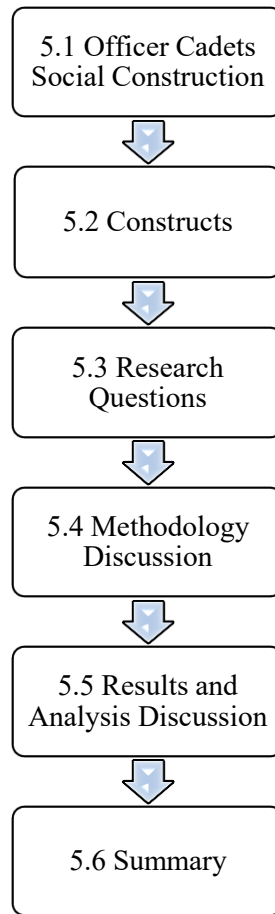 5.1 Officer Cadets
Social Construction
5.2 Constructs
5.3 Research
Questions
5.4 Methodology
Discussion
5.5 Results and
Analysis Discussion
5.6 Summary